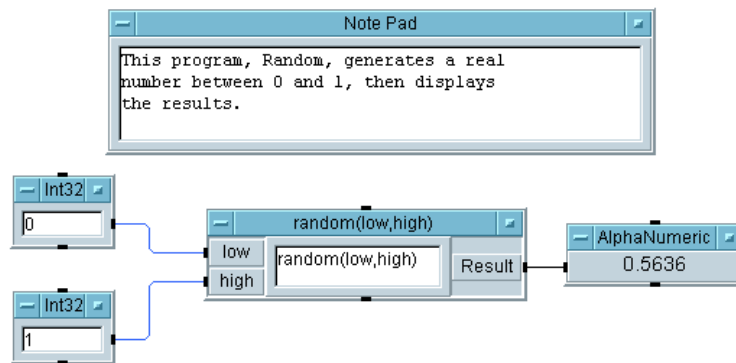 Note Pad
This program, Random, generates a real
number between 0 and 1, then displays
the results.
Int32
0
random(low,high)
low
high
random(low,high)
Result
AlphaNumeric
0.5636
Int32
1